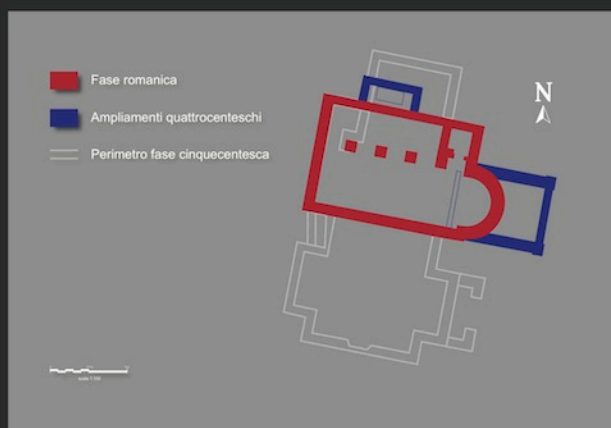 Fase romanica
Ampliamenti quattrocenteschi
Perimetro fase cinquecentesca
N